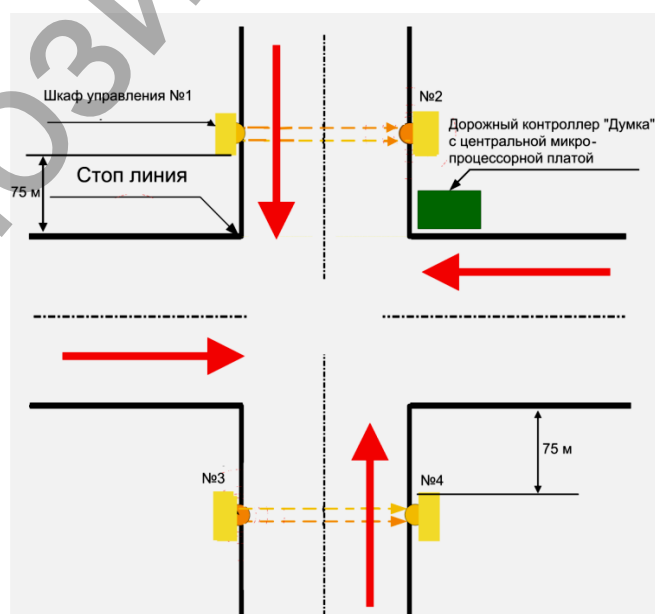 Шкаф управления №1
№2
Дорожный контроллер "Думка"
с центральной микро-
процессорной платой
75 м
Стоп линия
75 м
№3
№4